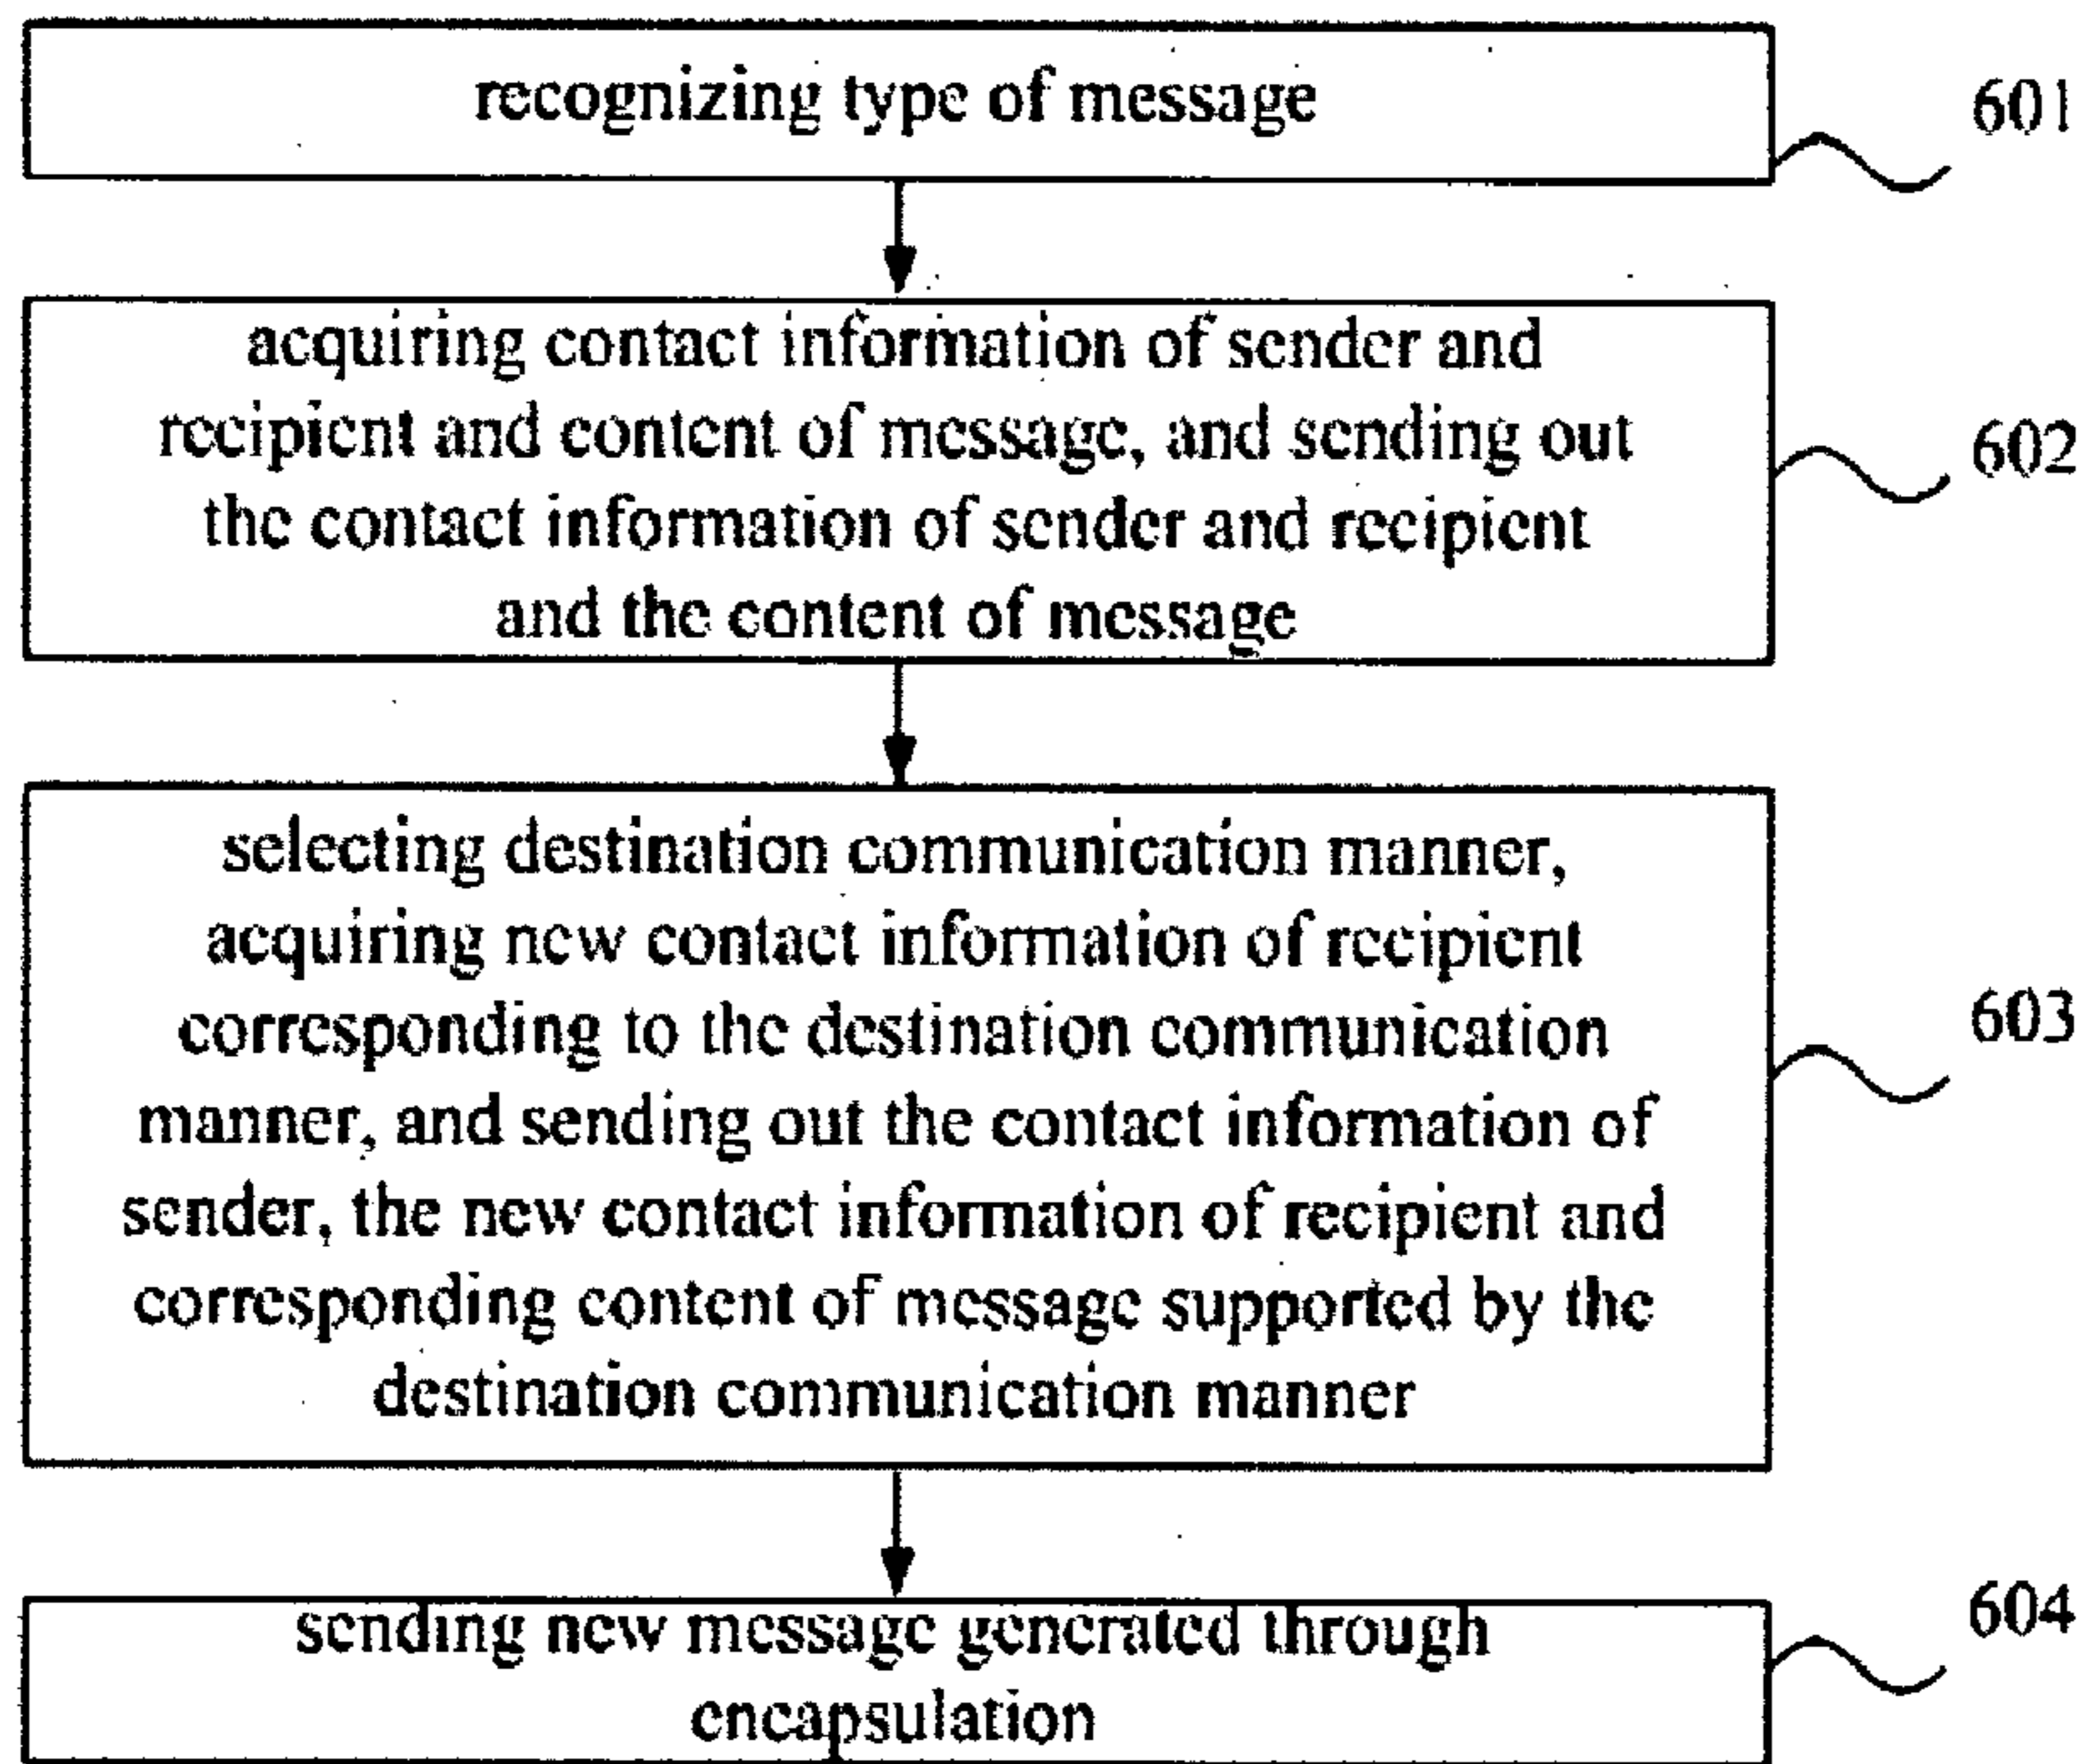 recognizing type of message
601
acquiring contact information of sender and
recipient and content of message, and sending out
the contact information of sender and recipient
and the content of message
602
selecting destination communication manner,
acquiring new contact information of recipient
corresponding to the destination communication
manner, and sending out the contact information of
sender, the new contact information of recipient and
corresponding content of message supported by the
destination communication manner
603
sending new message generated through
encapsulation
604